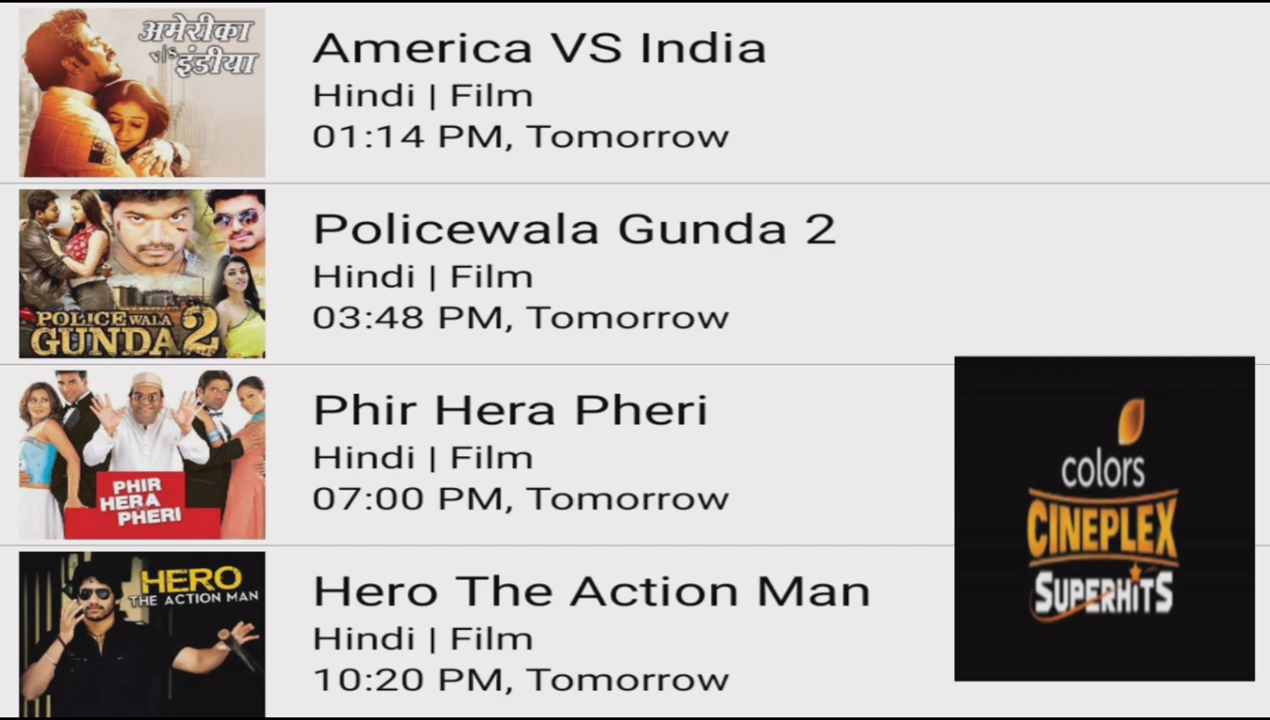 अमेरीका
v/s इंडीया
America VS India
Hindi | Film
01:14 PM, Tomorrow
POLICEWALA
GUNDA 2
Policewala Gunda 2
Hindi | Film
03:48 PM, Tomorrow
PHIR
HERA
PHERI
Phir Hera Pheri
Hindi | Film
07:00 PM, Tomorrow
HERO
THE ACTION MAN
Hero The Action Man
Hindi | Film
10:20 PM, Tomorrow
colors
CINEPLEX
SUPERHITS